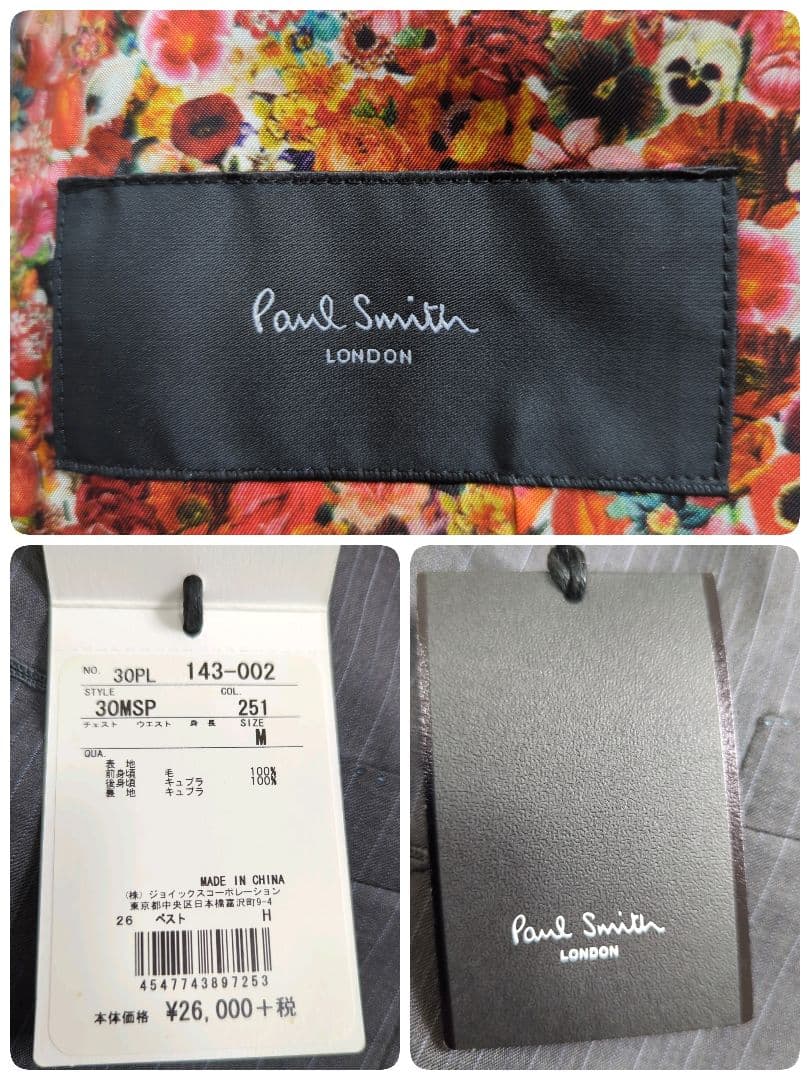 Paul Smith
LONDON
NO. 30PL 143-002
STYLE COL.
30MSP 251
チェスト ウエスト 身長 SIZE
M
QUA.
表 地
前身頃 毛 100%
後身頃 キュプラ 100%
裏 地 キュプラ
MADE IN CHINA
(株) ジョイックスコーポレーション
東京都中央区日本橋富沢町9-4
26 ベスト H
4547743897253
本体価格 ¥26,000+税
Paul Smith
LONDON